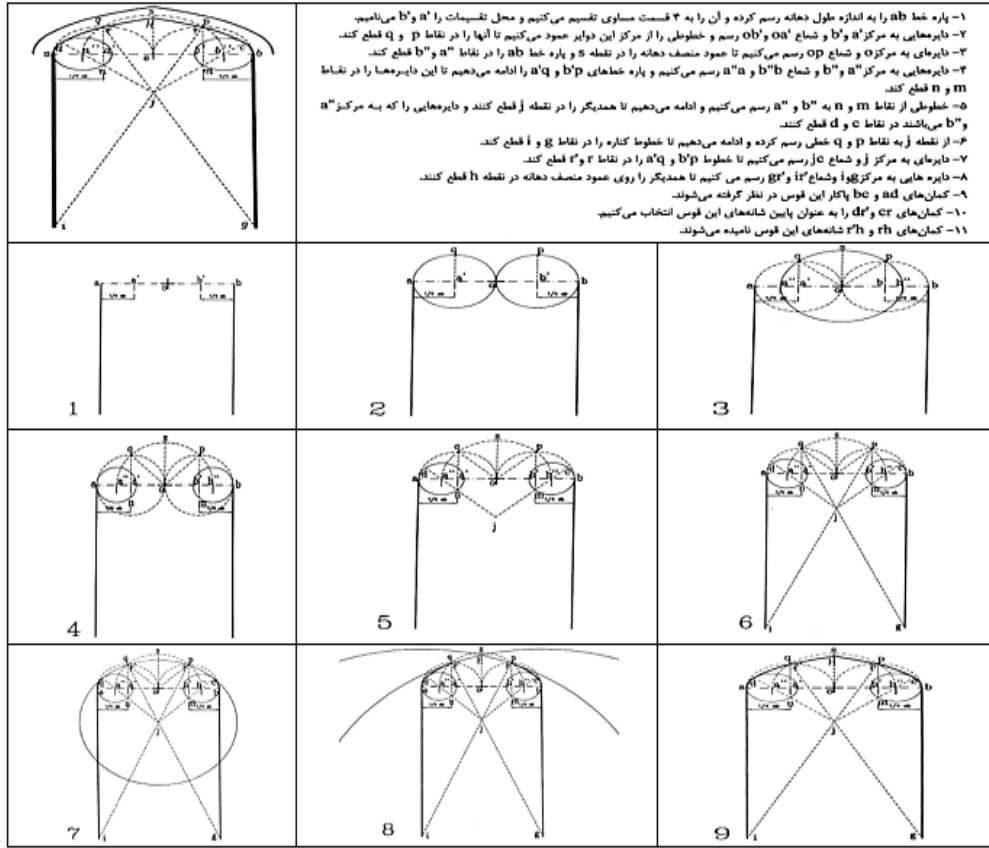 ۱- پاره خط ab را به اندازه طول دهانه رسم کرده و آن را به ۴ قسمت مساوی تقسیم می‌کنیم و محل تقسیمات را a' و b' می‌نامیم.
۲- دایره‌هایی به مرکز a' و b' و شعاع oa' و ob' رسم و خطوطی را از مرکز این دوایر عمود می‌کنیم تا آنها را در نقاط p و q قطع کند.
۳- دایره‌ای به مرکز o و شعاع op رسم می‌کنیم تا عمود منصف دهانه را در نقطه s و پاره خط ab را در نقاط a" و b" قطع کند.
۴- دایره‌هایی به مرکز a" و b" و شعاع b"b و a"a رسم می‌کنیم و پاره خط‌های b'p و a'q را ادامه می‌دهیم تا این دایره‌ها را در نقاط
m و n قطع کند.
۵- خطوطی از نقاط m و n به b" و a" رسم می‌کنیم و ادامه می‌دهیم تا همدیگر را در نقطه j قطع کنند و دایره‌هایی را که به مرکز a"
و b" می‌باشند در نقاط c و d قطع کنند.
۶- از نقطه j به نقاط p و q خطی رسم کرده و ادامه می‌دهیم تا خطوط کناره را در نقاط g و i قطع کند.
۷- دایره‌ای به مرکز j و شعاع jc رسم می‌کنیم تا خطوط b'p و a'q را در نقاط r و r' قطع کند.
۸- دایره هایی به مرکز g و i وشعاع ir' و gr رسم می کنیم تا همدیگر را روی عمود منصف دهانه در نقطه h قطع کنند.
۹- کمان‌های ad و bc پاکار این قوس در نظر گرفته می‌شوند.
۱۰- کمان‌های cr و dr' را به عنوان پایین شانه‌های این قوس انتخاب می‌کنیم.
۱۱- کمان‌های rh و r'h شانه‌های این قوس نامیده می‌شوند.
s
q p
a b
o
j
i g
a a' o b' b
1
q p
a a' o b' b
2
s
q p
a a" a' o b b" b
3
s
q p
a a" o b" b
n m
4
s
q p
a d o c b
j
5
s
q p
a o b
j
i g
6
s
q p
o
j
i g
7
s
q p
o
j
i g
8
s
q p
a d o c b
n m
j
i g
9